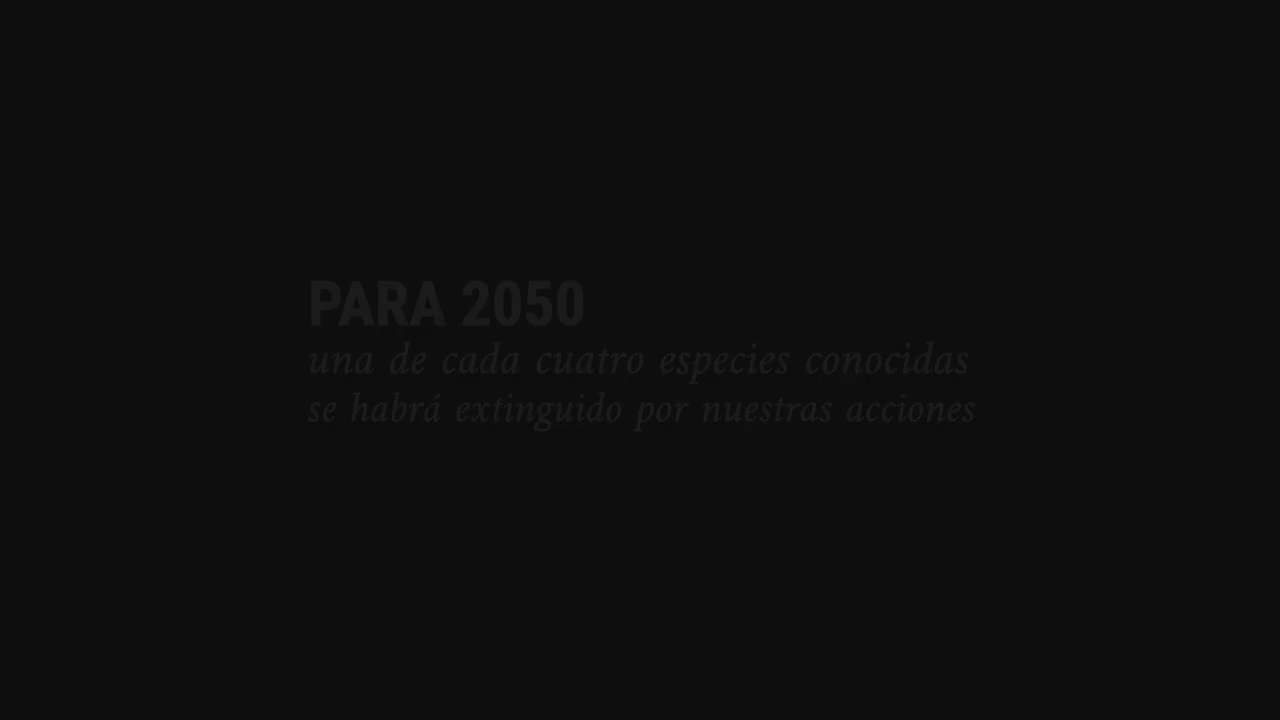 PARA 2050
una de cada cuatro especies conocidas
se habrá extinguido por nuestras acciones